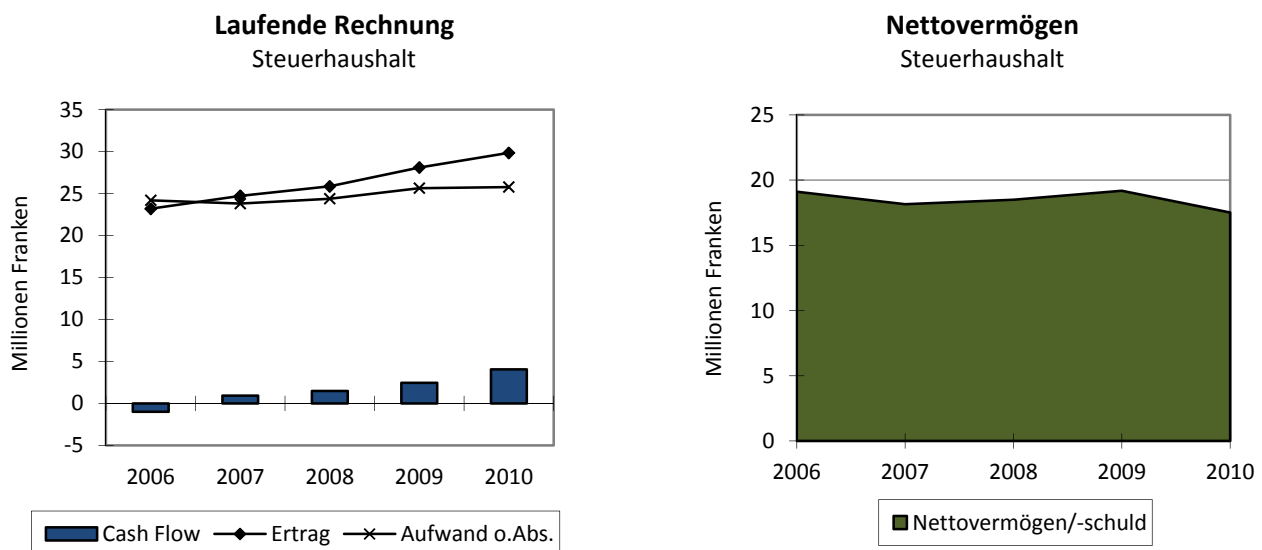 Laufende Rechnung
Steuerhaushalt
Millionen Franken
35
30
25
20
15
10
5
0
-5
2006 2007 2008 2009 2010
Cash Flow Ertrag Aufwand o.Abs.
Nettovermögen
Steuerhaushalt
Millionen Franken
25
20
15
10
5
0
2006 2007 2008 2009 2010
Nettovermögen/-schuld